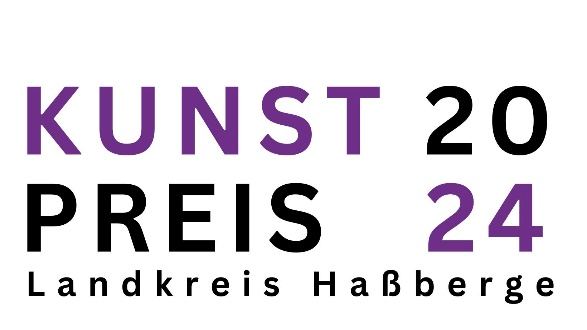 KUNST 20
PREIS 24
Landkreis Haßberge